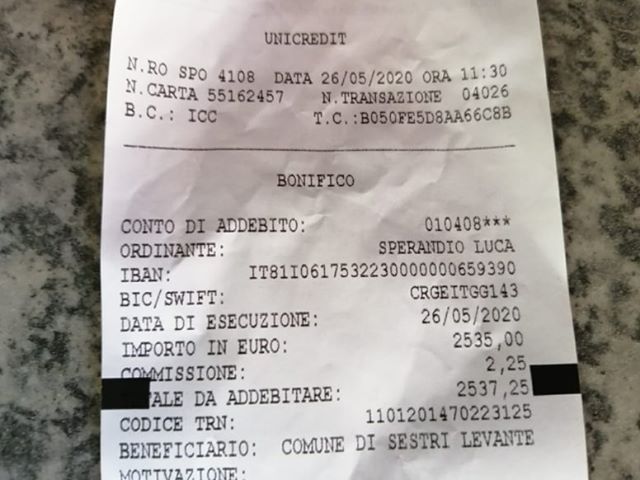 UNICREDIT
N.RO SPO 4108 DATA 26/05/2020 ORA 11:30
N.CARTA 55162457 N.TRANSAZIONE 04026
B.C.: ICC T.C.:B050FE5D8AA66C8B
BONIFICO
CONTO DI ADDEBITO: 010408***
ORDINANTE: SPERANDIO LUCA
IBAN: IT81I0617532230000000659390
BIC/SWIFT: CRGEITGG143
DATA DI ESECUZIONE: 26/05/2020
IMPORTO IN EURO: 2535,00
COMMISSIONE: 2,25
TALE DA ADDEBITARE: 2537,25
CODICE TRN: 1101201470223125
BENEFICIARIO: COMUNE DI SESTRI LEVANTE
MOTIVAZIONE: